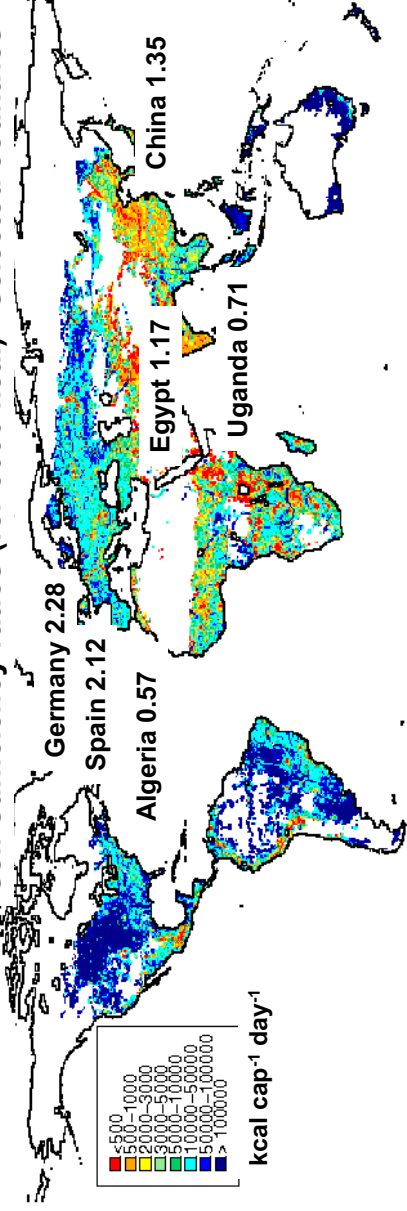 Germany 2.28
Spain 2.12
Algeria 0.57
China 1.35
Egypt 1.17
Uganda 0.71
<500
500−1000
2000−3000
3000−5000
5000−10000
10000−50000
50000−100000
> 100000
kcal cap⁻¹ day⁻¹